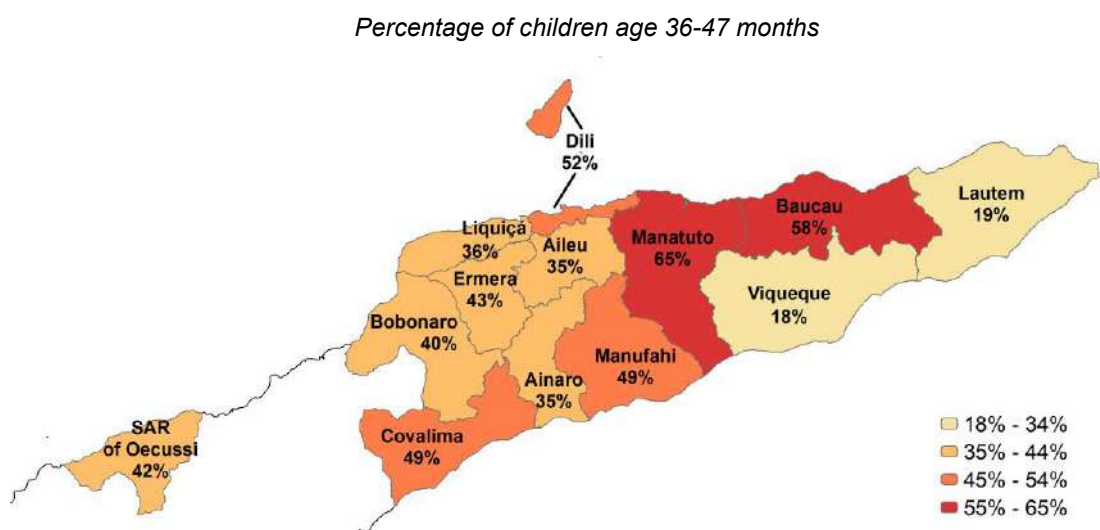 Percentage of children age 36-47 months
Dili
52%
Lautem
19%
Baucau
58%
Liquiçá
36%
Aileu
35%
Manatuto
65%
Ermera
43%
Viqueque
18%
Bobonaro
40%
Manufahi
49%
Ainaro
35%
SAR
of Oecussi
42%
Covalima
49%
18% - 34%
35% - 44%
45% - 54%
55% - 65%